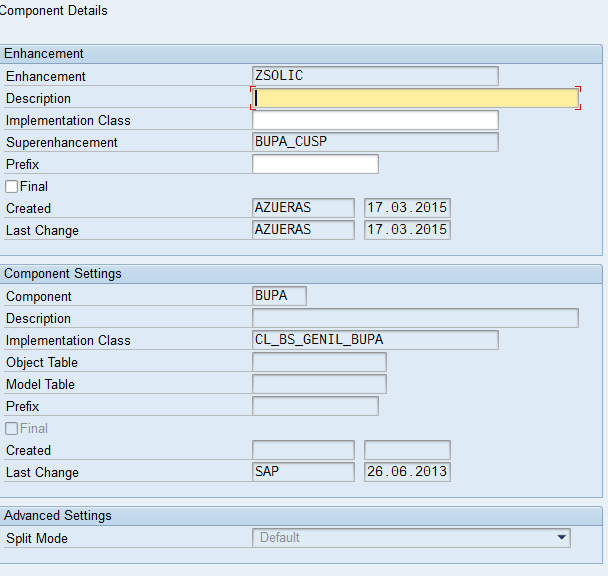 Component Details
Enhancement
Enhancement ZSOLIC
Description
Implementation Class
Superenhancement BUPA_CUSP
Prefix
Final
Created AZUERAS 17.03.2015
Last Change AZUERAS 17.03.2015
Component Settings
Component BUPA
Description
Implementation Class CL_BS_GENIL_BUPA
Object Table
Model Table
Prefix
Final
Created
Last Change SAP 26.06.2013
Advanced Settings
Split Mode Default